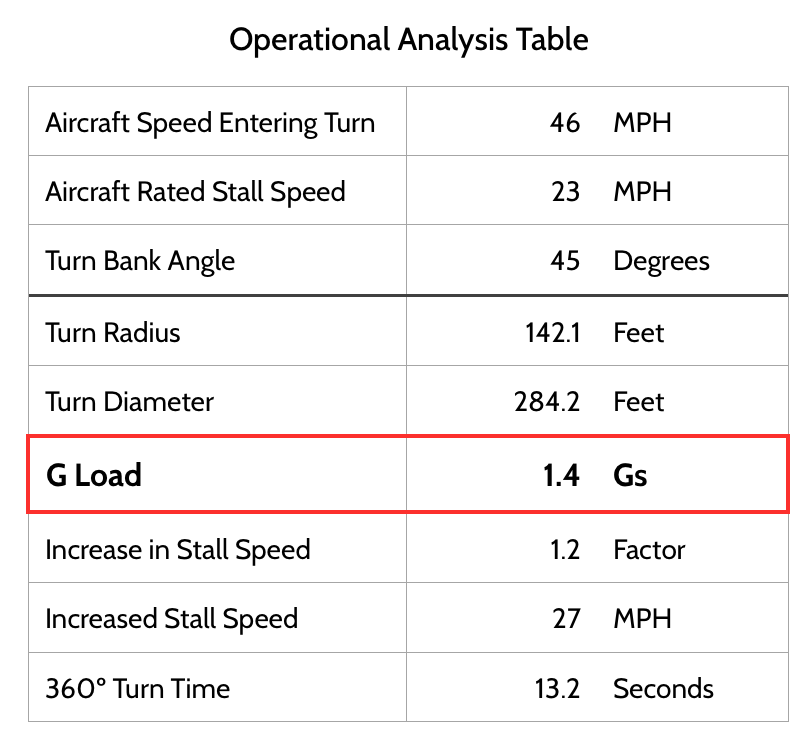 Operational Analysis Table
Aircraft Speed Entering Turn 46 MPH
Aircraft Rated Stall Speed 23 MPH
Turn Bank Angle 45 Degrees
Turn Radius 142.1 Feet
Turn Diameter 284.2 Feet
G Load 1.4 Gs
Increase in Stall Speed 1.2 Factor
Increased Stall Speed 27 MPH
360° Turn Time 13.2 Seconds